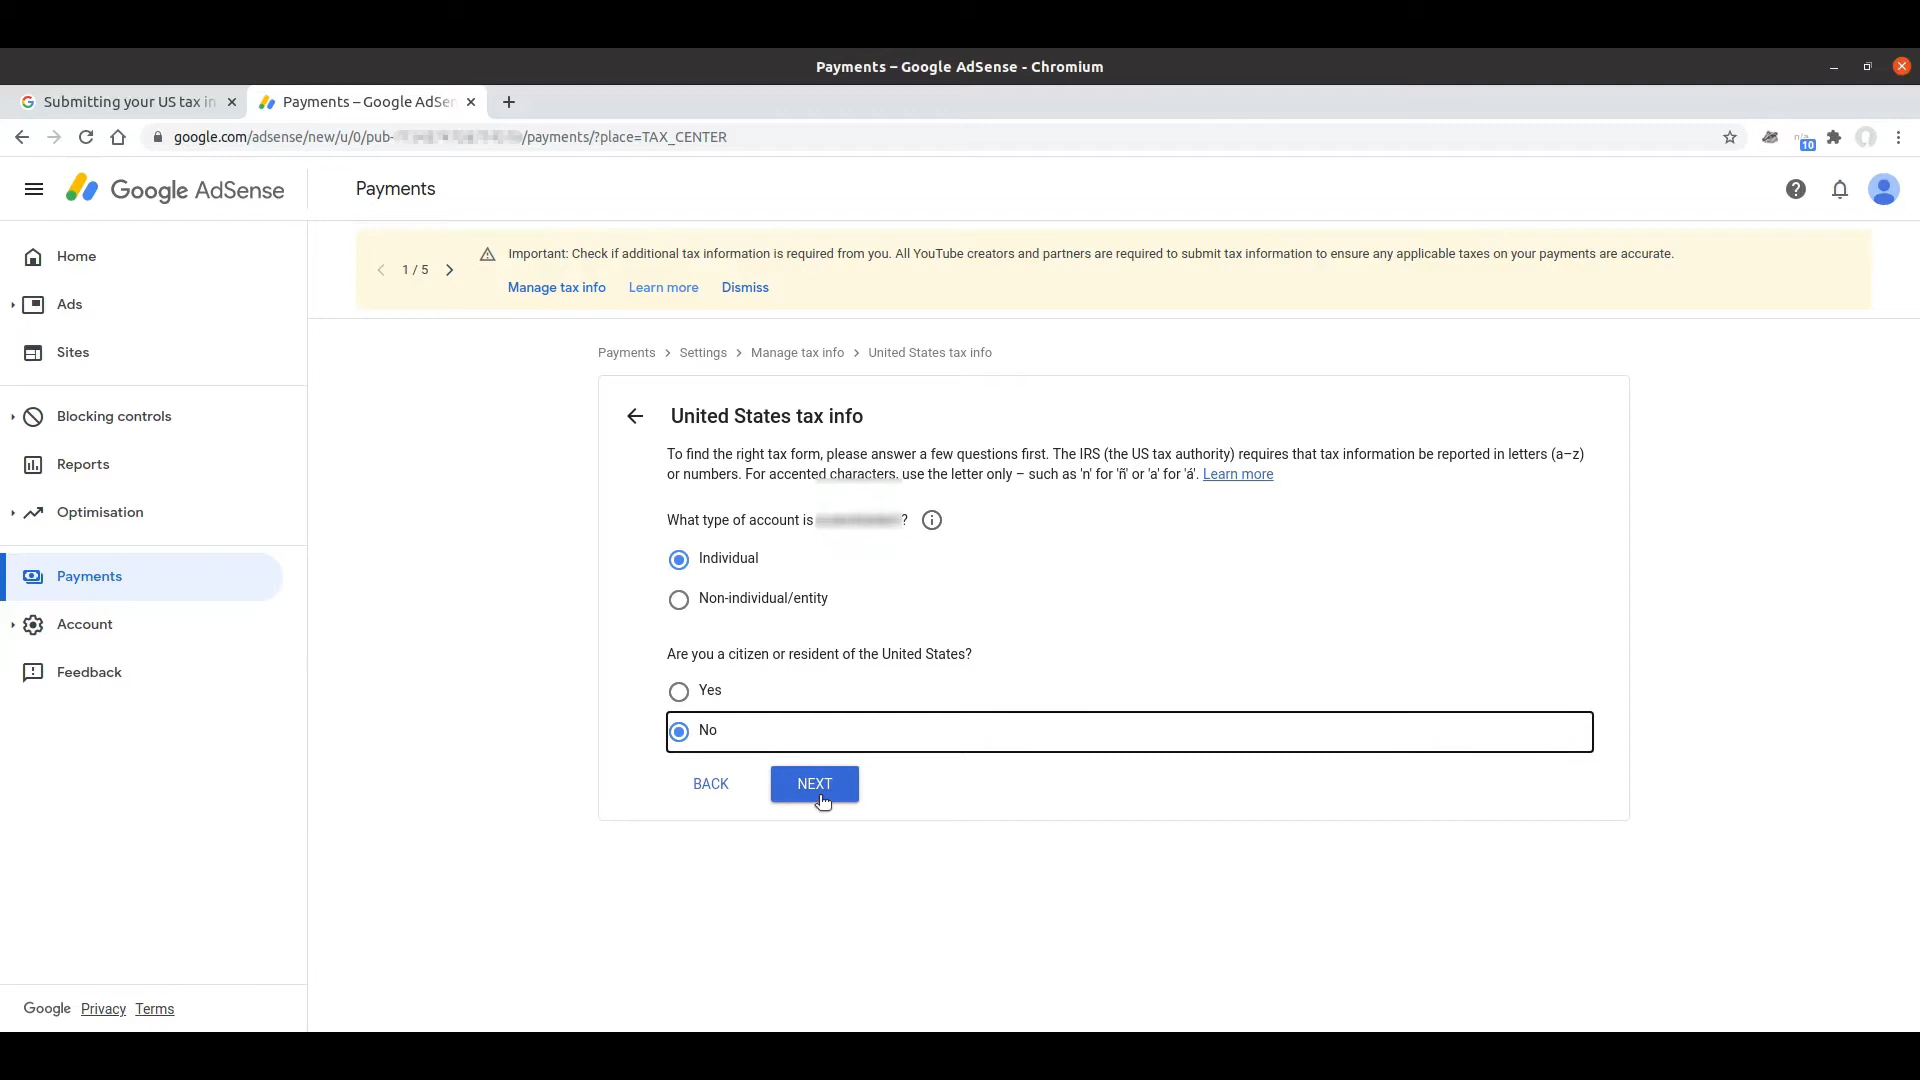 Payments – Google AdSense - Chromium
Submitting your US tax in
Payments – Google AdSen
google.com/adsense/new/u/0/pub-
/payments/?place=TAX_CENTER
10
Google AdSense
Payments
Home
Ads
Sites
Blocking controls
Reports
Optimisation
Payments
Account
Feedback
Google Privacy Terms
1 / 5
Important: Check if additional tax information is required from you. All YouTube creators and partners are required to submit tax information to ensure any applicable taxes on your payments are accurate.
Manage tax info Learn more Dismiss
Payments > Settings > Manage tax info > United States tax info
United States tax info
To find the right tax form, please answer a few questions first. The IRS (the US tax authority) requires that tax information be reported in letters (a–z)
or numbers. For accented characters, use the letter only – such as 'n' for 'ñ' or 'a' for 'á'. Learn more
What type of account is ?
Individual
Non-individual/entity
Are you a citizen or resident of the United States?
Yes
No
BACK NEXT